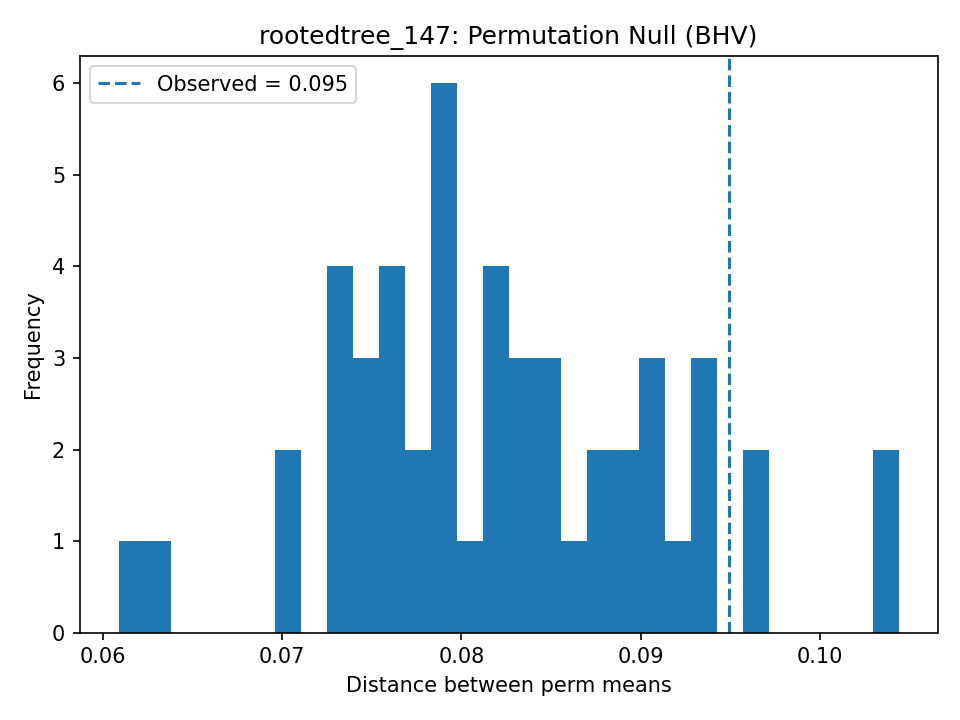 rootedtree_147: Permutation Null (BHV)
Observed = 0.095
6
5
4
3
2
1
0
Frequency
0.06 0.07 0.08 0.09 0.10
Distance between perm means